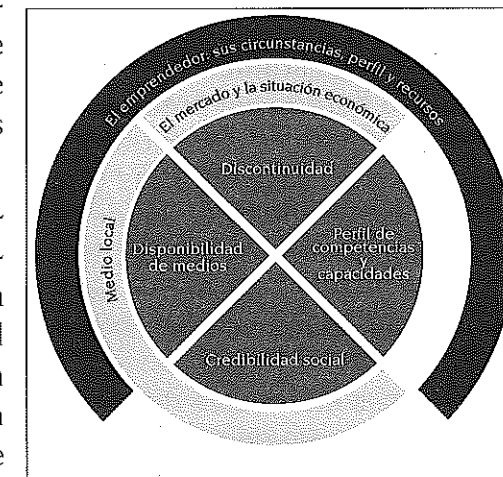 El emprendedor: sus circunstancias, perfil y recursos
El mercado y la situación económica
Medio local
Discontinuidad
Disponibilidad
de medios
Perfil de
competencias
y
capacidades
Credibilidad social